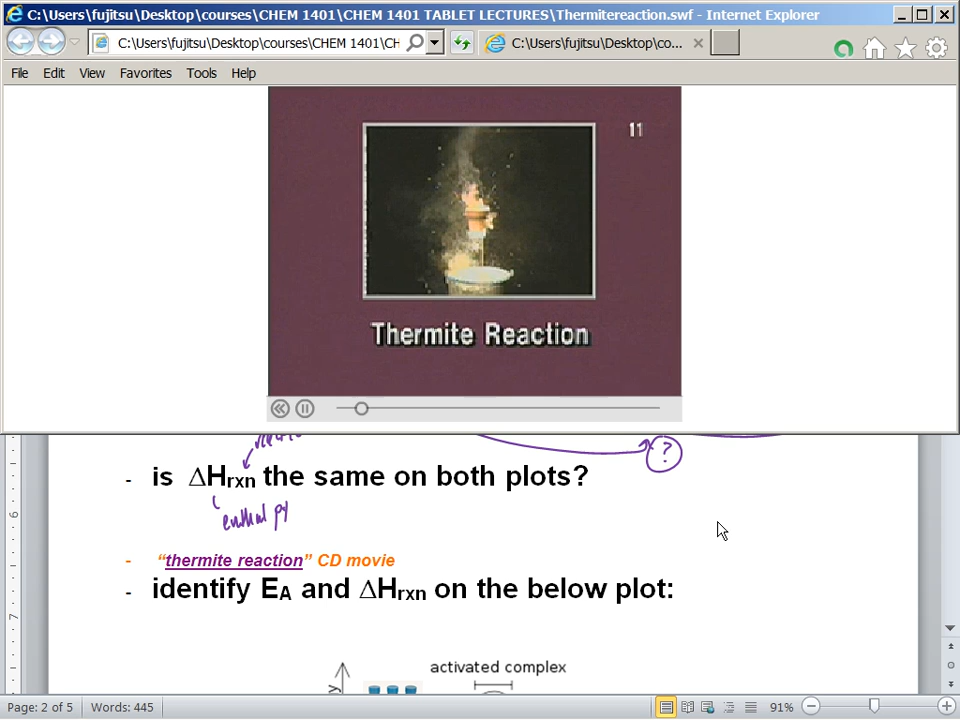 C:\Users\fujitsu\Desktop\courses\CHEM 1401\CHEM 1401 TABLET LECTURES\Thermitereaction.swf - Internet Explorer
C:\Users\fujitsu\Desktop\courses\CHEM 1401\CH
C:\Users\fujitsu\Desktop\co...
File Edit View Favorites Tools Help
11
Thermite Reaction
?
- is ΔHrxn the same on both plots?
enthalpy
- "thermite reaction" CD movie
- identify EA and ΔHrxn on the below plot:
activated complex
6
7
Page: 2 of 5 Words: 445 91%